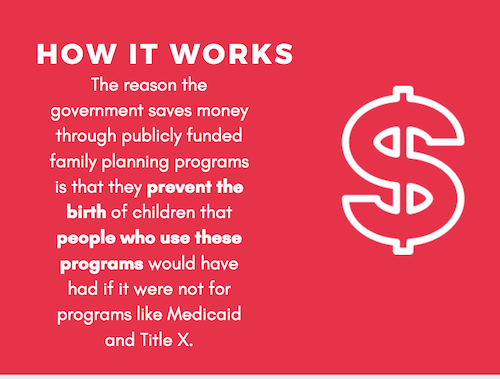 HOW IT WORKS
The reason the
government saves money
through publicly funded
family planning programs
is that they prevent the
birth of children that
people who use these
programs would have
had if it were not for
programs like Medicaid
and Title X.